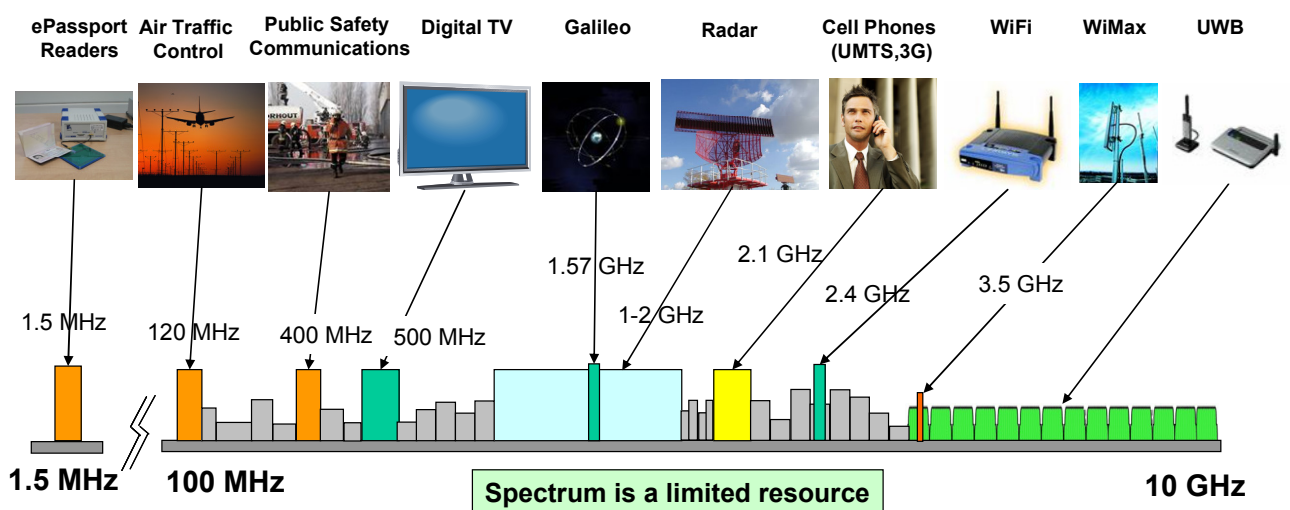 ePassport
Readers
Air Traffic
Control
Public Safety
Communications
Digital TV
Galileo
Radar
Cell Phones
(UMTS,3G)
WiFi
WiMax
UWB
1.5 MHz
120 MHz
400 MHz
500 MHz
1.57 GHz
1-2 GHz
2.1 GHz
2.4 GHz
3.5 GHz
1.5 MHz
100 MHz
10 GHz
Spectrum is a limited resource